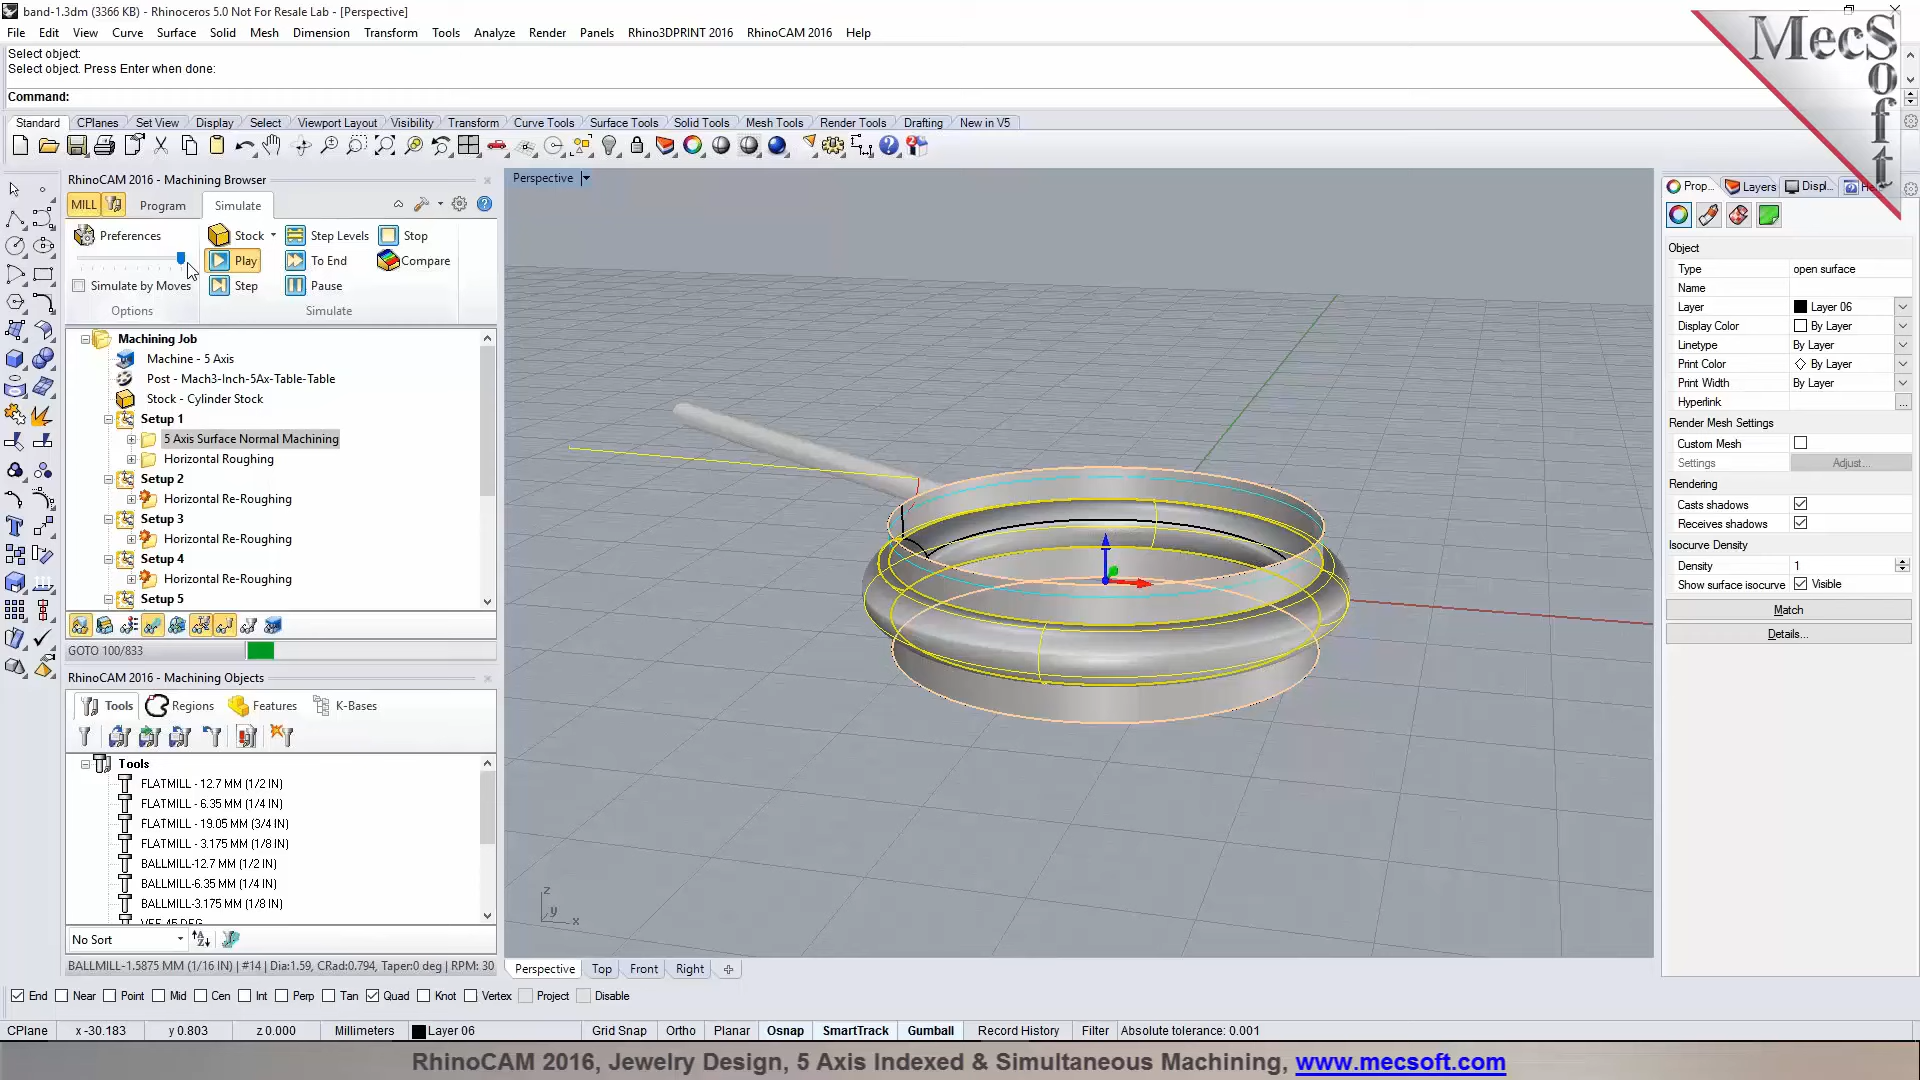 band-1.3dm (3366 KB) - Rhinoceros 5.0 Not For Resale Lab - [Perspective]
File Edit View Curve Surface Solid Mesh Dimension Transform Tools Analyze Render Panels Rhino3DPRINT 2016 RhinoCAM 2016 Help
MecSoft
Select object:
Select object. Press Enter when done:
Command:
Standard CPlanes Set View Display Select Viewport Layout Visibility Transform Curve Tools Surface Tools Solid Tools Mesh Tools Render Tools Drafting New in V5
RhinoCAM 2016 - Machining Browser
MILL Program Simulate
Preferences Stock Step Levels Stop
Play To End Compare
Simulate by Moves Step Pause
Options Simulate
Machining Job
Machine - 5 Axis
Post - Mach3-Inch-5Ax-Table-Table
Stock - Cylinder Stock
Setup 1
5 Axis Surface Normal Machining
Horizontal Roughing
Setup 2
Horizontal Re-Roughing
Setup 3
Horizontal Re-Roughing
Setup 4
Horizontal Re-Roughing
Setup 5
GOTO 100/833
RhinoCAM 2016 - Machining Objects
Tools Regions Features K-Bases
Tools
FLATMILL - 12.7 MM (1/2 IN)
FLATMILL - 6.35 MM (1/4 IN)
FLATMILL - 19.05 MM (3/4 IN)
FLATMILL - 3.175 MM (1/8 IN)
BALLMILL-12.7 MM (1/2 IN)
BALLMILL-6.35 MM (1/4 IN)
BALLMILL-3.175 MM (1/8 IN)
VEE 45 DEG
No Sort
BALLMILL-1.5875 MM (1/16 IN) | #14 | Dia:1.59, CRad:0.794, Taper:0 deg | RPM: 30
Perspective
z
y
x
Perspective Top Front Right
Prop... Layers Displ...
Object
Type open surface
Name
Layer Layer 06
Display Color By Layer
Linetype By Layer
Print Color By Layer
Print Width By Layer
Hyperlink ...
Render Mesh Settings
Custom Mesh
Settings Adjust...
Rendering
Casts shadows
Receives shadows
Isocurve Density
Density 1
Show surface isocurve Visible
Match
Details...
End Near Point Mid Cen Int Perp Tan Quad Knot Vertex Project Disable
CPlane x -30.183 y 0.803 z 0.000 Millimeters Layer 06 Grid Snap Ortho Planar Osnap SmartTrack Gumball Record History Filter Absolute tolerance: 0.001
RhinoCAM 2016, Jewelry Design, 5 Axis Indexed & Simultaneous Machining, www.mecsoft.com